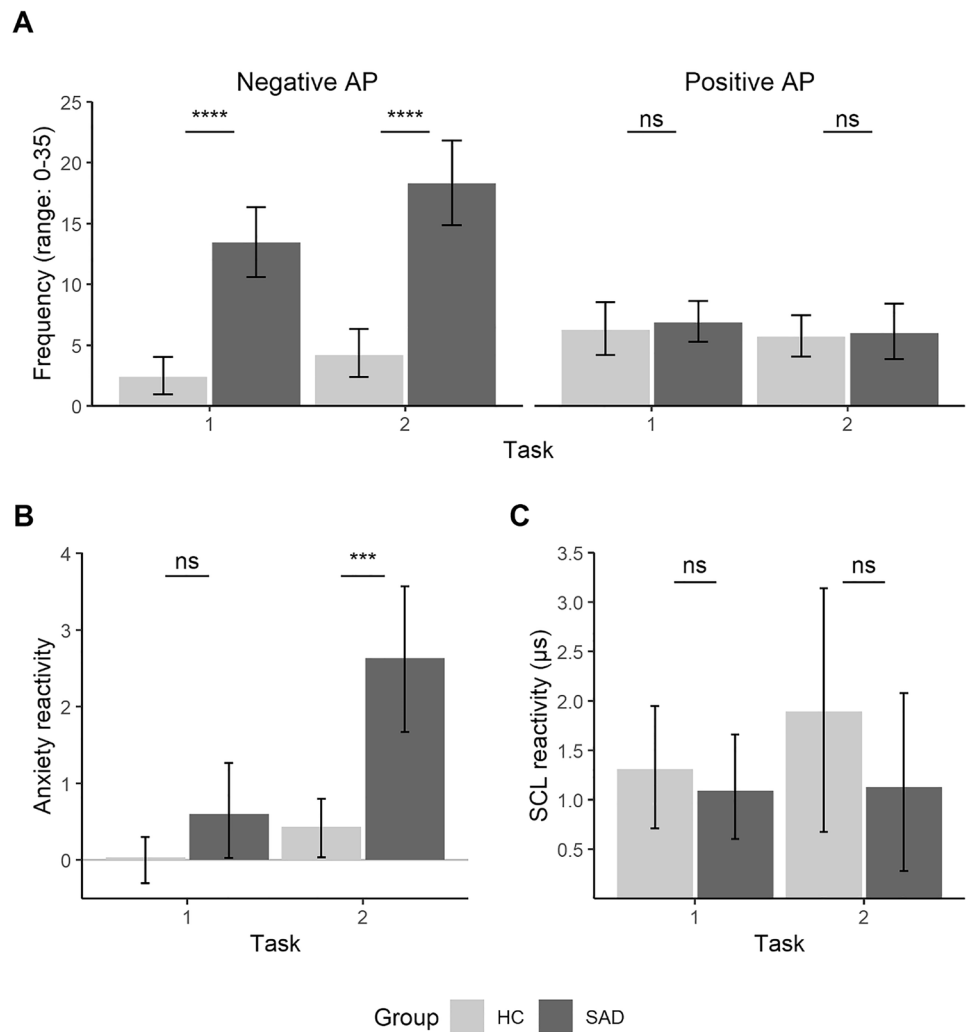 A
Negative AP
Positive AP
**** **** ns ns
Frequency (range: 0-35)
25
20
15
10
5
0
1 2 1 2
Task
B
ns ***
Anxiety reactivity
4
3
2
1
0
1 2
Task
C
ns ns
SCL reactivity (µs)
3.5
3.0
2.5
2.0
1.5
1.0
0.5
1 2
Task
Group HC SAD